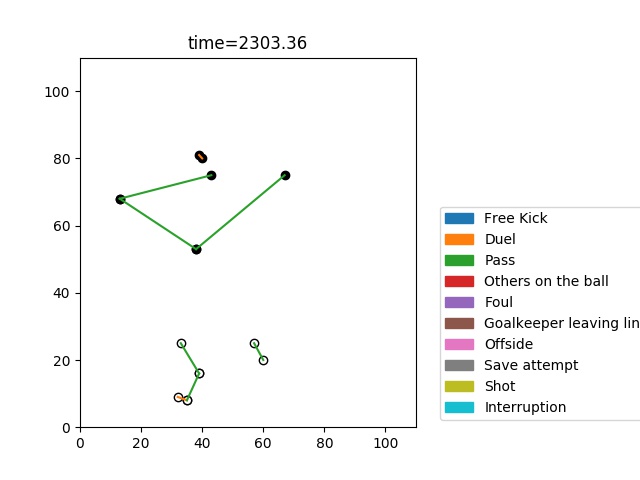 time=2303.36
100
80
60
40
20
0
0 20 40 60 80 100
Free Kick
Duel
Pass
Others on the ball
Foul
Goalkeeper leaving lin
Offside
Save attempt
Shot
Interruption